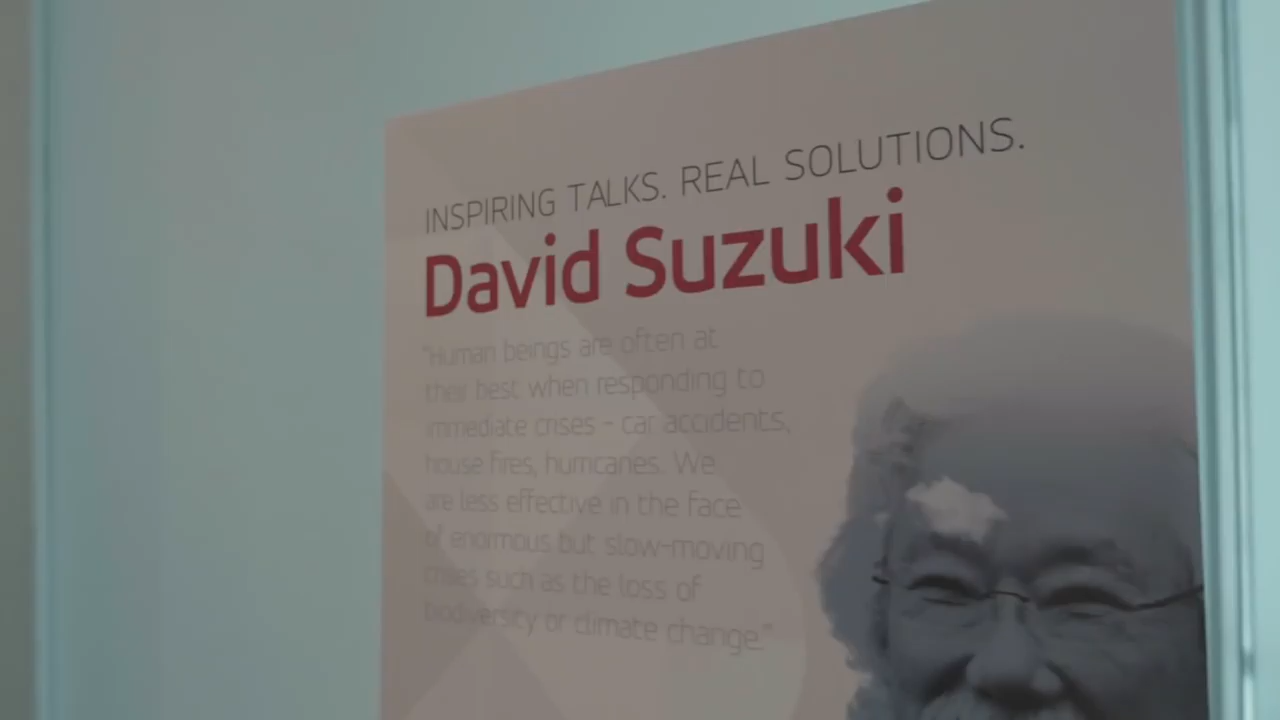 INSPIRING TALKS. REAL SOLUTIONS.
David Suzuki
"Human beings are often at
their best when responding to
immediate crises - car accidents,
house fires, hurricanes. We
are less effective in the face
of enormous but slow-moving
crises such as the loss of
biodiversity or climate change."